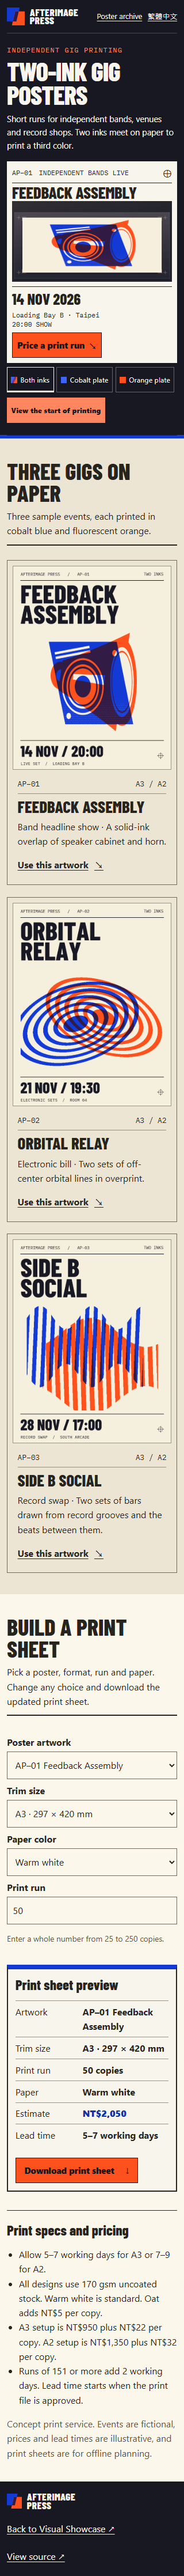 AFTERIMAGE
PRESS
Poster archive
繁體中文
INDEPENDENT GIG PRINTING
TWO-INK GIG
POSTERS
Short runs for independent bands, venues
and record shops. Two inks meet on paper to
print a third color.
AP–01 INDEPENDENT BANDS LIVE
FEEDBACK ASSEMBLY
14 NOV 2026
Loading Bay B · Taipei
20:00 SHOW
Price a print run ↘
Both inks
Cobalt plate
Orange plate
View the start of printing
THREE GIGS ON
PAPER
Three sample events, each printed in
cobalt blue and fluorescent orange.
AFTERIMAGE PRESS / AP–01 TWO INKS
FEEDBACK
ASSEMBLY
14 NOV / 20:00
LIVE SET / LOADING BAY B
AP–01 A3 / A2
FEEDBACK ASSEMBLY
Band headline show · A solid-ink
overlap of speaker cabinet and horn.
Use this artwork ↘
AFTERIMAGE PRESS / AP–02 TWO INKS
ORBITAL
RELAY
21 NOV / 19:30
ELECTRONIC SETS / ROOM 04
AP–02 A3 / A2
ORBITAL RELAY
Electronic bill · Two sets of off-
center orbital lines in overprint.
Use this artwork ↘
AFTERIMAGE PRESS / AP–03 TWO INKS
SIDE B
SOCIAL
28 NOV / 17:00
RECORD SWAP / SOUTH ARCADE
AP–03 A3 / A2
SIDE B SOCIAL
Record swap · Two sets of bars
drawn from record grooves and the
beats between them.
Use this artwork ↘
BUILD A PRINT
SHEET
Pick a poster, format, run and paper.
Change any choice and download the
updated print sheet.
Poster artwork
AP–01 Feedback Assembly
Trim size
A3 · 297 × 420 mm
Paper color
Warm white
Print run
50
Enter a whole number from 25 to 250 copies.
Print sheet preview
Artwork AP–01 Feedback
Assembly
Trim size A3 · 297 × 420 mm
Print run 50 copies
Paper Warm white
Estimate NT$2,050
Lead time 5–7 working days
Download print sheet ↓
Print specs and pricing
• Allow 5–7 working days for A3 or 7–9
for A2.
• All designs use 170 gsm uncoated
stock. Warm white is standard. Oat
adds NT$5 per copy.
• A3 setup is NT$950 plus NT$22 per
copy. A2 setup is NT$1,350 plus NT$32
per copy.
• Runs of 151 or more add 2 working
days. Lead time starts when the print
file is approved.
Concept print service. Events are fictional,
prices and lead times are illustrative, and
print sheets are for offline planning.
AFTERIMAGE
PRESS
Back to Visual Showcase ↗
View source ↗